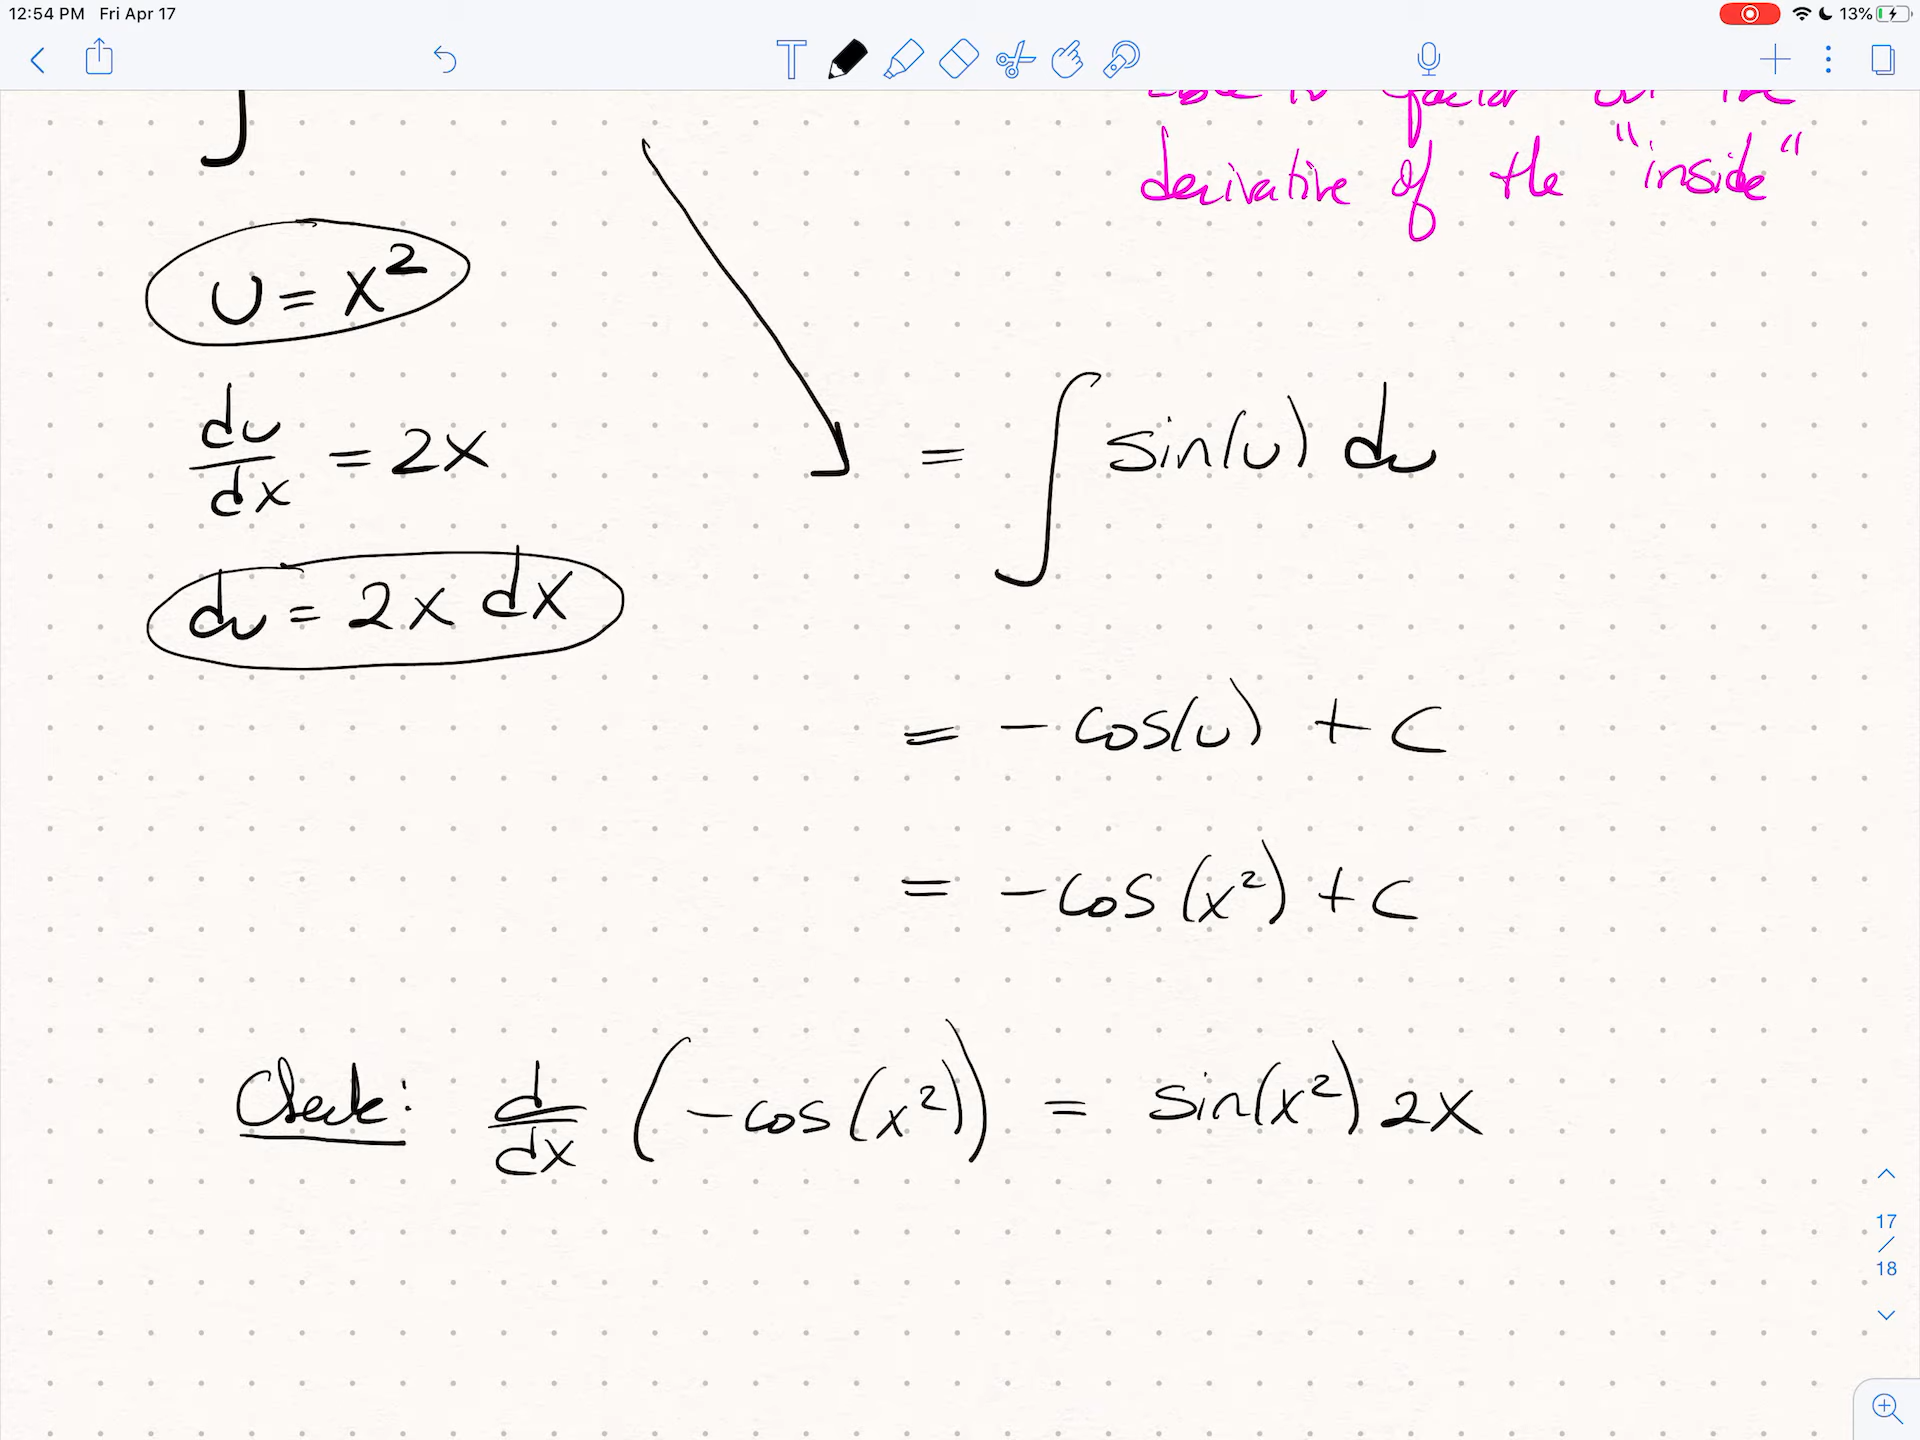 12:54 PM Fri Apr 17
13%
T
factor
derivative of the "inside"
u = x²
du/dx = 2x
= ∫ sin(u) du
du = 2x dx
= - cos(u) + C
= - cos(x²) + C
Check: d/dx (-cos(x²)) = sin(x²) 2x
17
/
18